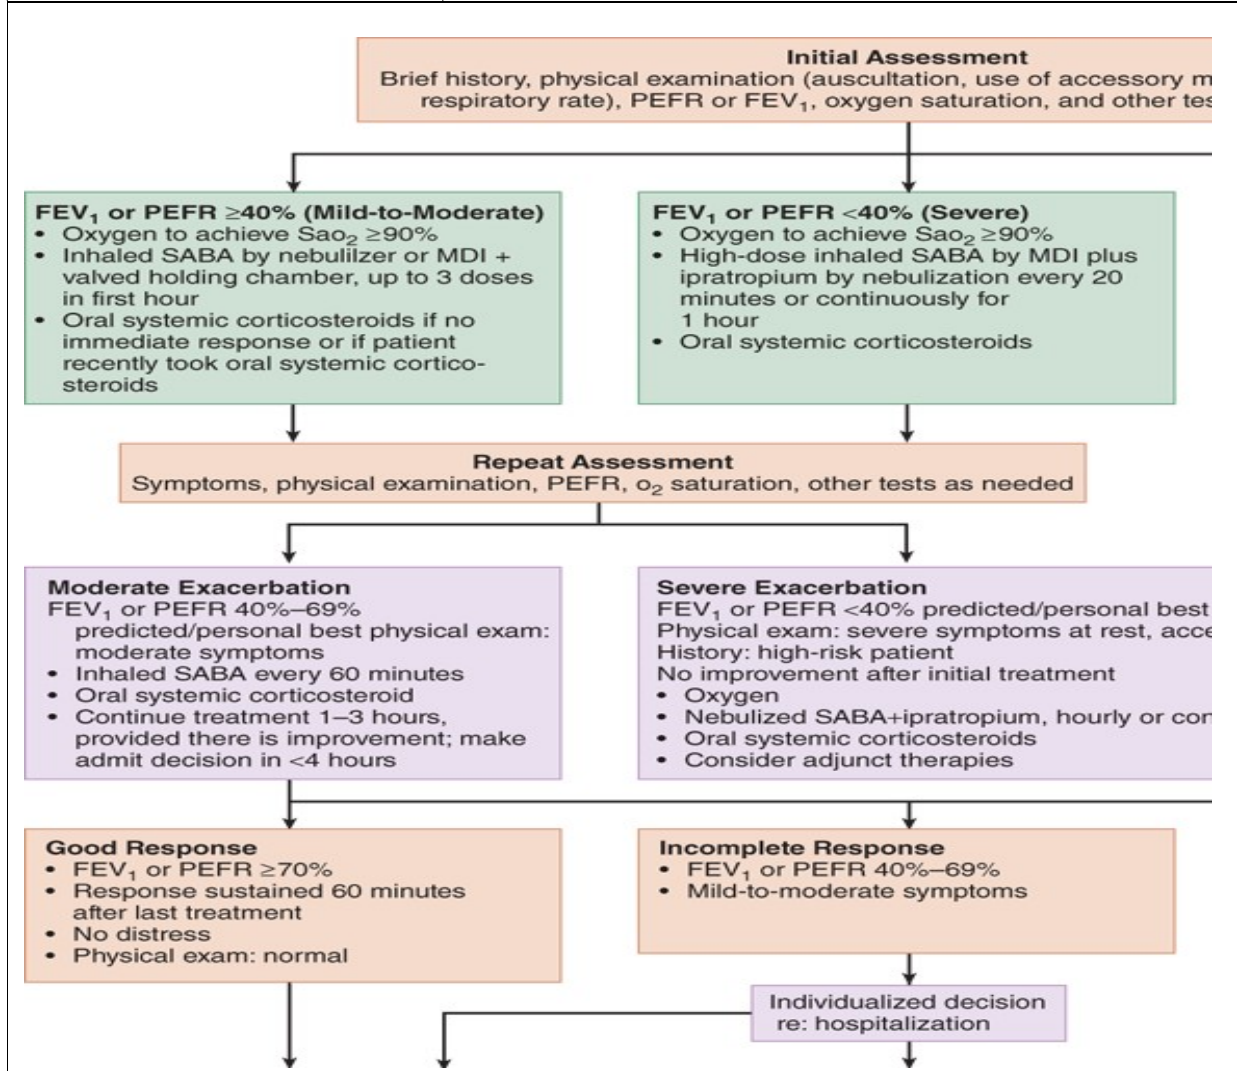 Initial Assessment
Brief history, physical examination (auscultation, use of accessory
respiratory rate), PEFR or FEV₁, oxygen saturation, and other
FEV₁ or PEFR ≥40% (Mild-to-Moderate)
• Oxygen to achieve Sao₂ ≥90%
• Inhaled SABA by nebulilzer or MDI +
valved holding chamber, up to 3 doses
in first hour
• Oral systemic corticosteroids if no
immediate response or if patient
recently took oral systemic cortico-
steroids
FEV₁ or PEFR <40% (Severe)
• Oxygen to achieve Sao₂ ≥90%
• High-dose inhaled SABA by MDI plus
ipratropium by nebulization every 20
minutes or continuously for
1 hour
• Oral systemic corticosteroids
Repeat Assessment
Symptoms, physical examination, PEFR, o₂ saturation, other tests as needed
Moderate Exacerbation
FEV₁ or PEFR 40%–69%
predicted/personal best physical exam:
moderate symptoms
• Inhaled SABA every 60 minutes
• Oral systemic corticosteroid
• Continue treatment 1–3 hours,
provided there is improvement; make
admit decision in <4 hours
Severe Exacerbation
FEV₁ or PEFR <40% predicted/personal best
Physical exam: severe symptoms at rest,
History: high-risk patient
No improvement after initial treatment
• Oxygen
• Nebulized SABA+ipratropium, hourly or
• Oral systemic corticosteroids
• Consider adjunct therapies
Good Response
• FEV₁ or PEFR ≥70%
• Response sustained 60 minutes
after last treatment
• No distress
• Physical exam: normal
Incomplete Response
• FEV₁ or PEFR 40%–69%
• Mild-to-moderate symptoms
Individualized decision
re: hospitalization